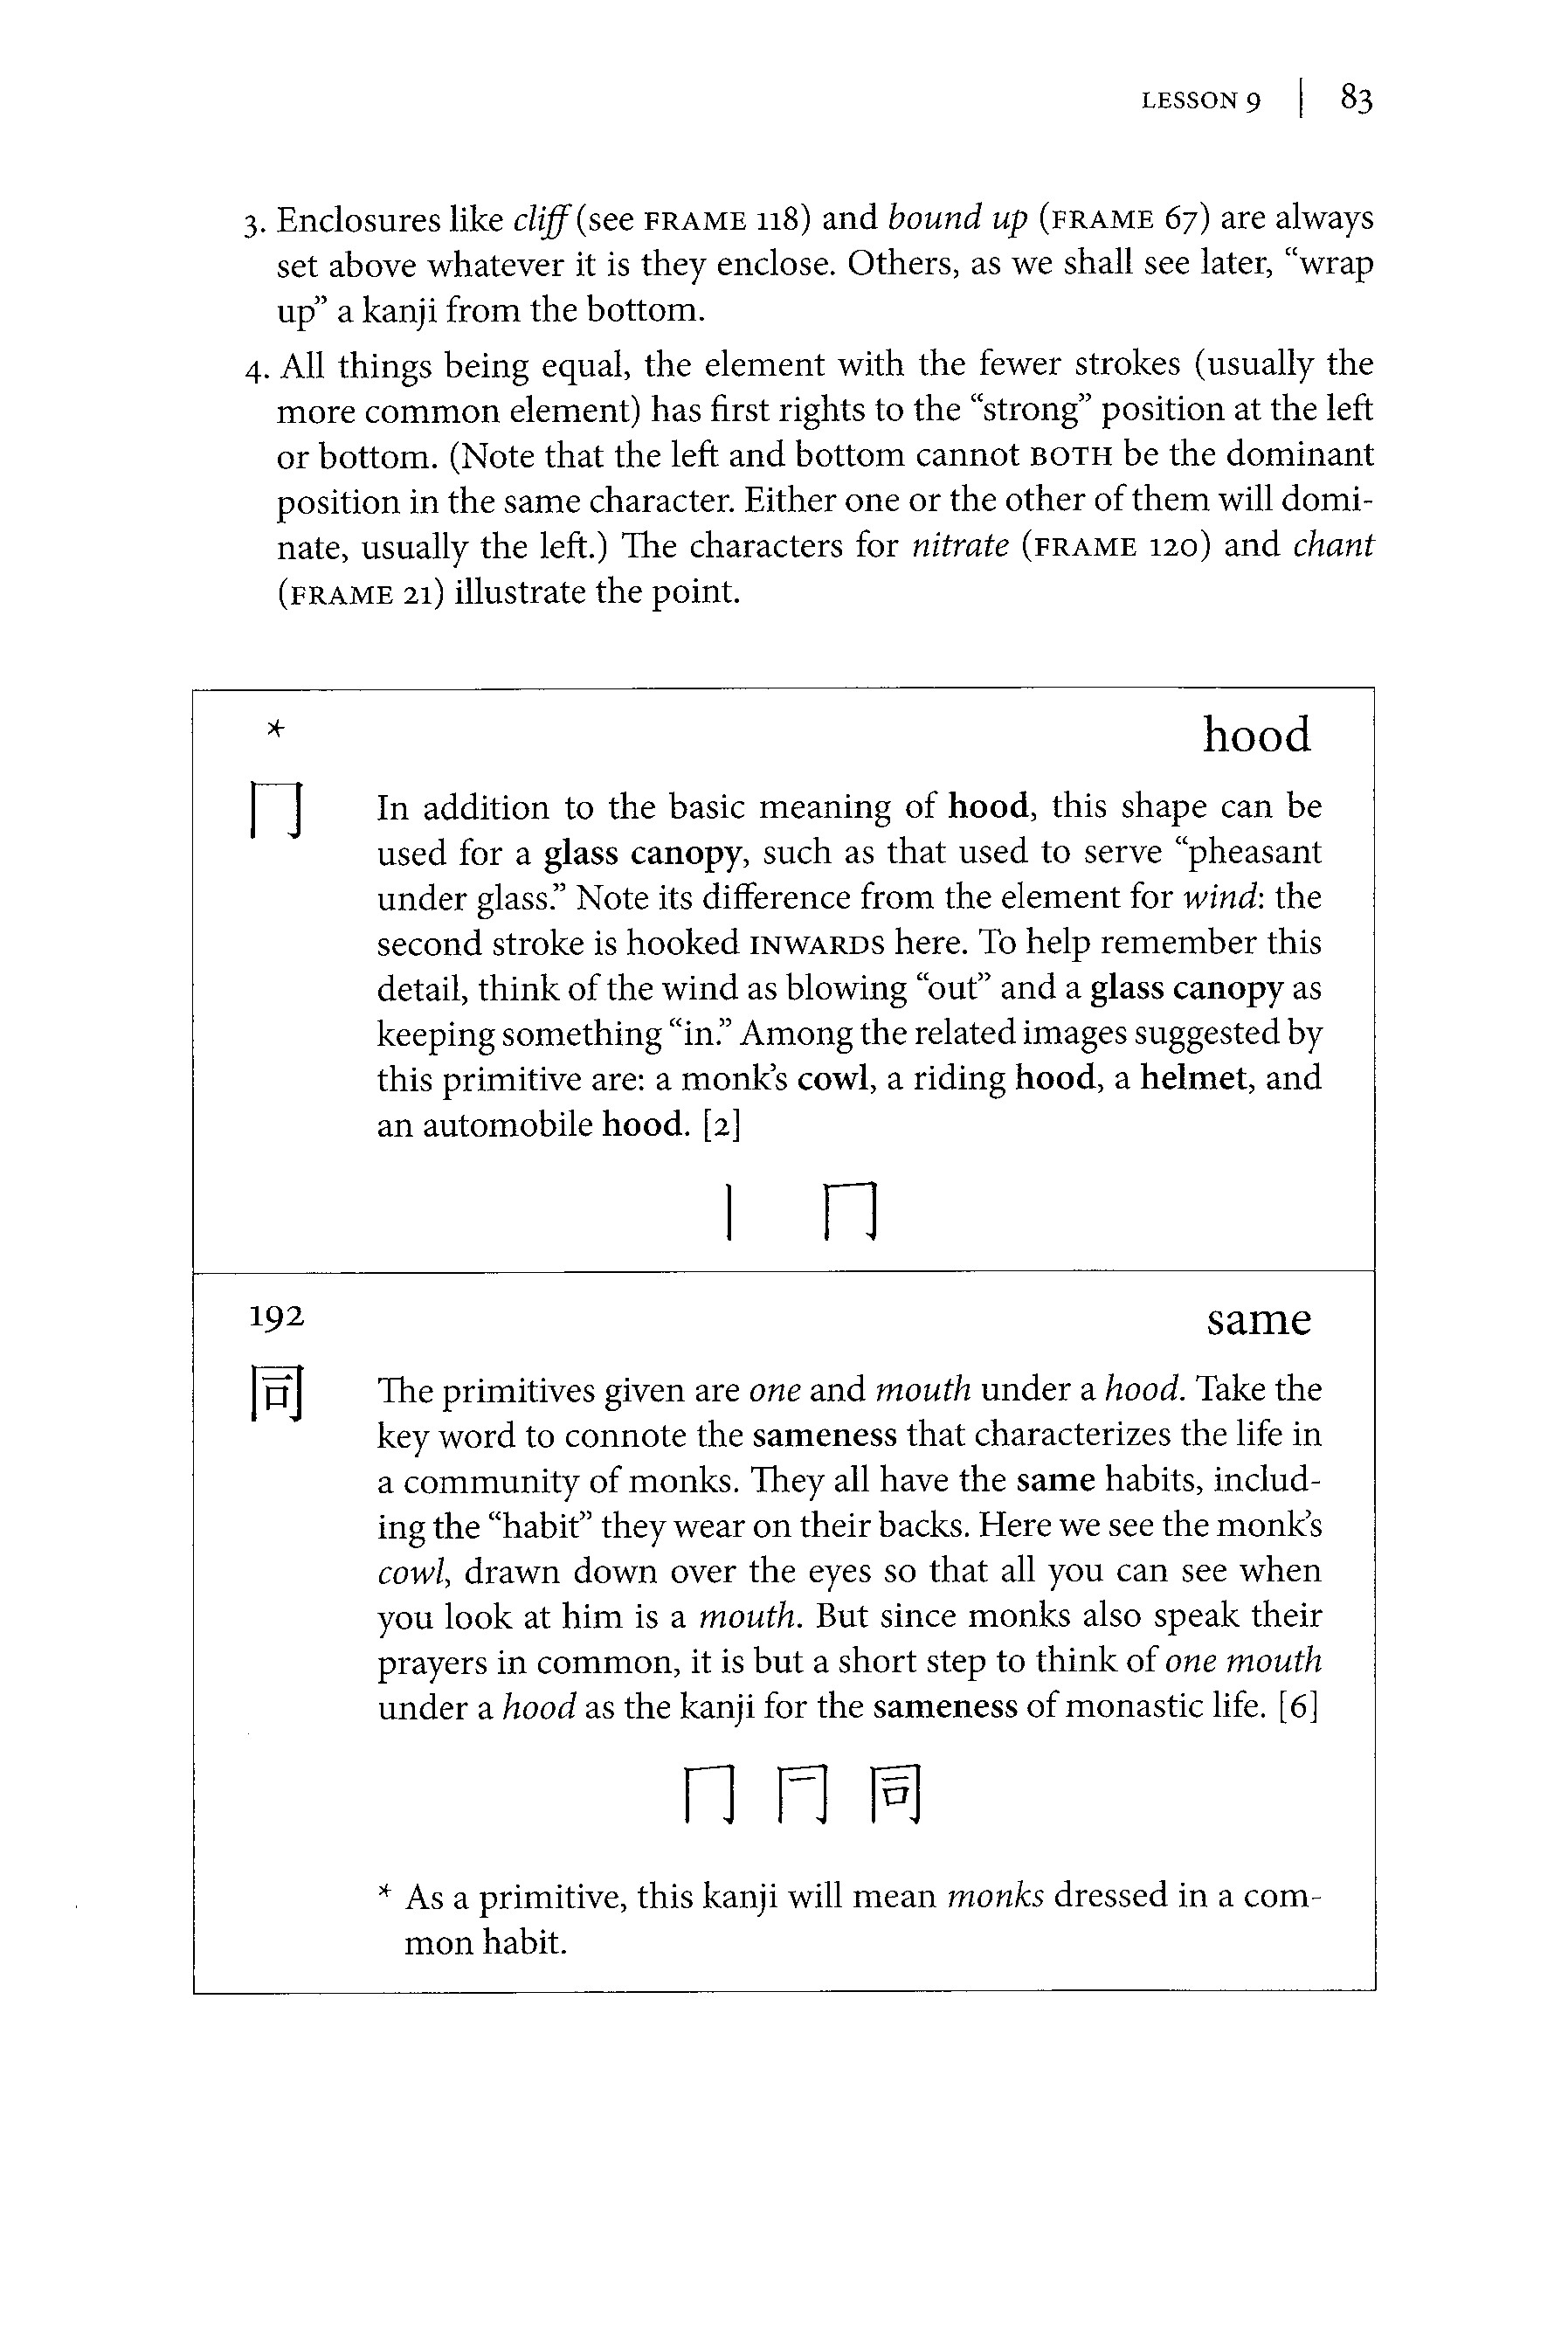 LESSON 9 | 83
3. Enclosures like cliff (see FRAME 118) and bound up (FRAME 67) are always
set above whatever it is they enclose. Others, as we shall see later, “wrap
up” a kanji from the bottom.
4. All things being equal, the element with the fewer strokes (usually the
more common element) has first rights to the “strong” position at the left
or bottom. (Note that the left and bottom cannot BOTH be the dominant
position in the same character. Either one or the other of them will domi-
nate, usually the left.) The characters for nitrate (FRAME 120) and chant
(FRAME 21) illustrate the point.
* hood
冂 In addition to the basic meaning of hood, this shape can be
used for a glass canopy, such as that used to serve “pheasant
under glass.” Note its difference from the element for wind: the
second stroke is hooked INWARDS here. To help remember this
detail, think of the wind as blowing “out” and a glass canopy as
keeping something “in.” Among the related images suggested by
this primitive are: a monk’s cowl, a riding hood, a helmet, and
an automobile hood. [2]
丨 冂
192 same
同 The primitives given are one and mouth under a hood. Take the
key word to connote the sameness that characterizes the life in
a community of monks. They all have the same habits, includ-
ing the “habit” they wear on their backs. Here we see the monk’s
cowl, drawn down over the eyes so that all you can see when
you look at him is a mouth. But since monks also speak their
prayers in common, it is but a short step to think of one mouth
under a hood as the kanji for the sameness of monastic life. [6]
冂 𠔼 同
* As a primitive, this kanji will mean monks dressed in a com-
mon habit.